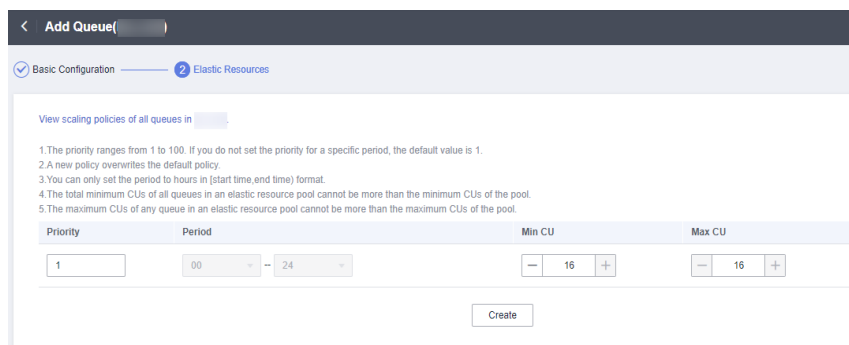 Add Queue( )
Basic Configuration 2 Elastic Resources
View scaling policies of all queues in .
1.The priority ranges from 1 to 100. If you do not set the priority for a specific period, the default value is 1.
2.A new policy overwrites the default policy.
3.You can only set the period to hours in [start time,end time) format.
4.The total minimum CUs of all queues in an elastic resource pool cannot be more than the minimum CUs of the pool.
5.The maximum CUs of any queue in an elastic resource pool cannot be more than the maximum CUs of the pool.
Priority Period Min CU Max CU
1 00 -- 24 — 16 + — 16 +
Create